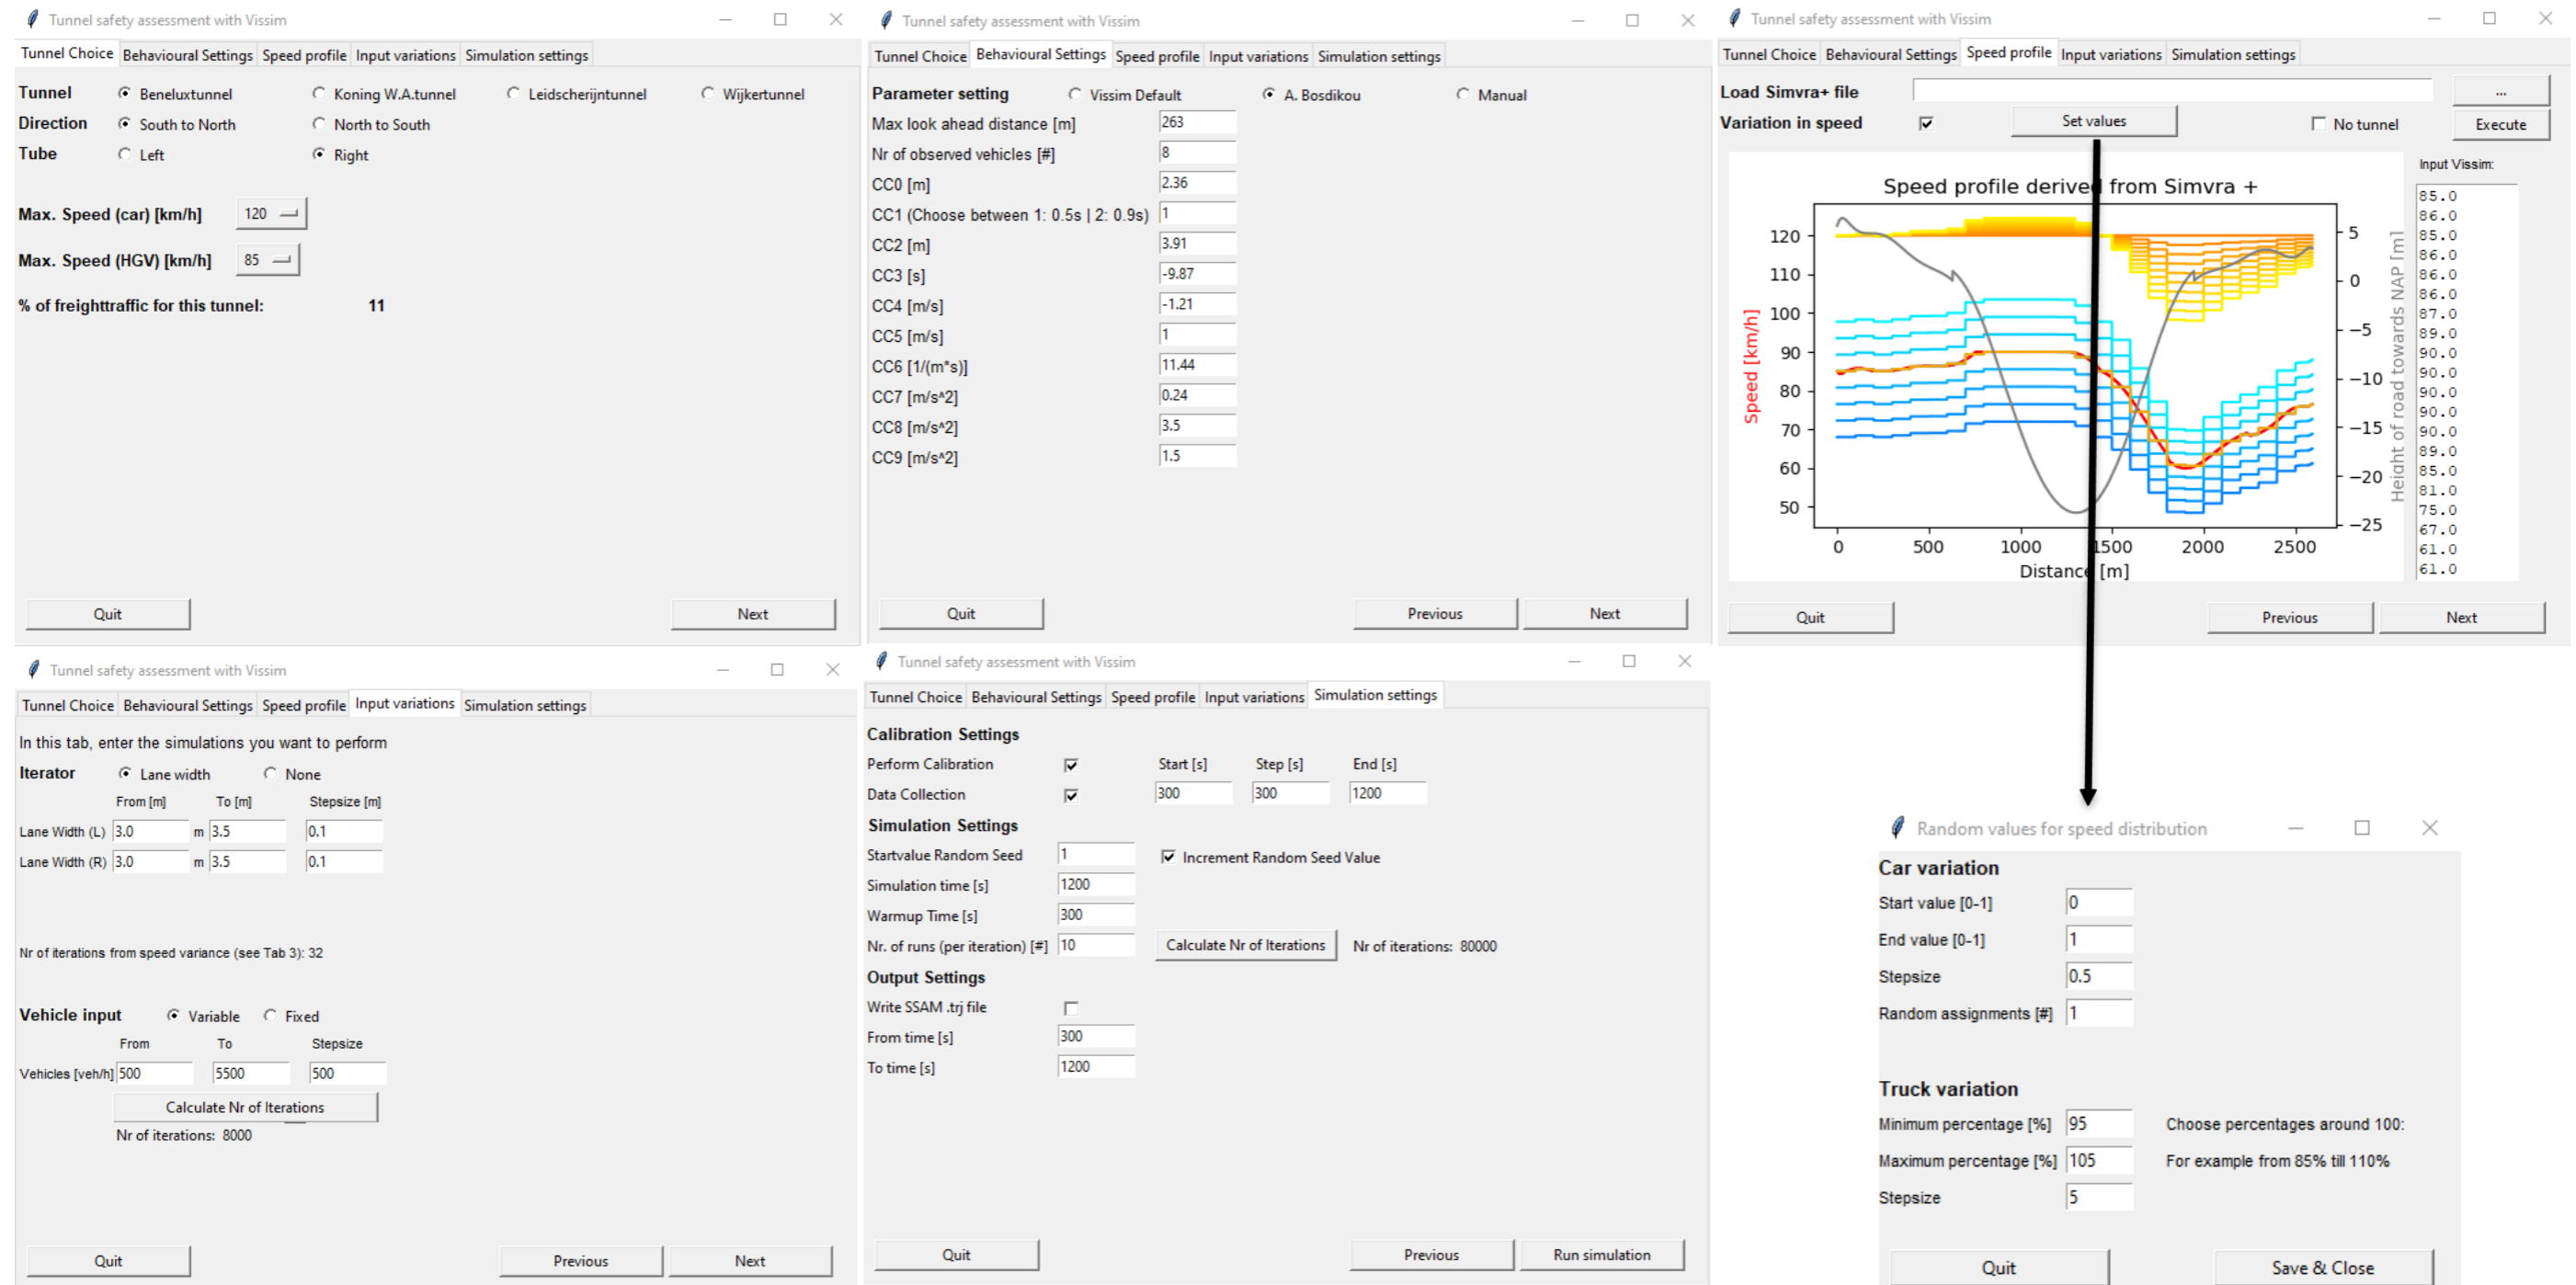 Tunnel safety assessment with Vissim
Tunnel Choice Behavioural Settings Speed profile Input variations Simulation settings
Tunnel Beneluxtunnel Koning W.A.tunnel Leidscherijntunnel Wijkertunnel
Direction South to North North to South
Tube Left Right
Max. Speed (car) [km/h] 120
Max. Speed (HGV) [km/h] 85
% of freighttraffic for this tunnel: 11
Quit Next
Tunnel safety assessment with Vissim
Tunnel Choice Behavioural Settings Speed profile Input variations Simulation settings
Parameter setting Vissim Default A. Bosdikou Manual
Max look ahead distance [m] 263
Nr of observed vehicles [#] 8
CC0 [m] 2.36
CC1 (Choose between 1: 0.5s | 2: 0.9s) 1
CC2 [m] 3.91
CC3 [s] -9.87
CC4 [m/s] -1.21
CC5 [m/s] 1
CC6 [1/(m*s)] 11.44
CC7 [m/s^2] 0.24
CC8 [m/s^2] 3.5
CC9 [m/s^2] 1.5
Quit Previous Next
Tunnel safety assessment with Vissim
Tunnel Choice Behavioural Settings Speed profile Input variations Simulation settings
Load Simvra+ file ...
Variation in speed Set values No tunnel Execute
Speed profile derived from Simvra +
Speed [km/h]
120
110
100
90
80
70
60
50
0 500 1000 1500 2000 2500
Distance [m]
5
0
−5
−10
−15
−20
−25
Height of road towards NAP [m]
Input Vissim:
85.0
86.0
85.0
86.0
86.0
86.0
87.0
89.0
90.0
90.0
90.0
90.0
90.0
89.0
85.0
81.0
75.0
67.0
61.0
61.0
Quit Previous Next
Tunnel safety assessment with Vissim
Tunnel Choice Behavioural Settings Speed profile Input variations Simulation settings
In this tab, enter the simulations you want to perform
Iterator Lane width None
From [m] To [m] Stepsize [m]
Lane Width (L) 3.0 m 3.5 0.1
Lane Width (R) 3.0 m 3.5 0.1
Nr of iterations from speed variance (see Tab 3): 32
Vehicle input Variable Fixed
From To Stepsize
Vehicles [veh/h] 500 5500 500
Calculate Nr of Iterations
Nr of iterations: 8000
Quit Previous Next
Tunnel safety assessment with Vissim
Tunnel Choice Behavioural Settings Speed profile Input variations Simulation settings
Calibration Settings
Perform Calibration Start [s] Step [s] End [s]
Data Collection 300 300 1200
Simulation Settings
Startvalue Random Seed 1 Increment Random Seed Value
Simulation time [s] 1200
Warmup Time [s] 300
Nr. of runs (per iteration) [#] 10 Calculate Nr of Iterations Nr of iterations: 80000
Output Settings
Write SSAM .trj file
From time [s] 300
To time [s] 1200
Quit Previous Run simulation
Random values for speed distribution
Car variation
Start value [0-1] 0
End value [0-1] 1
Stepsize 0.5
Random assignments [#] 1
Truck variation
Minimum percentage [%] 95 Choose percentages around 100:
Maximum percentage [%] 105 For example from 85% till 110%
Stepsize 5
Quit Save & Close